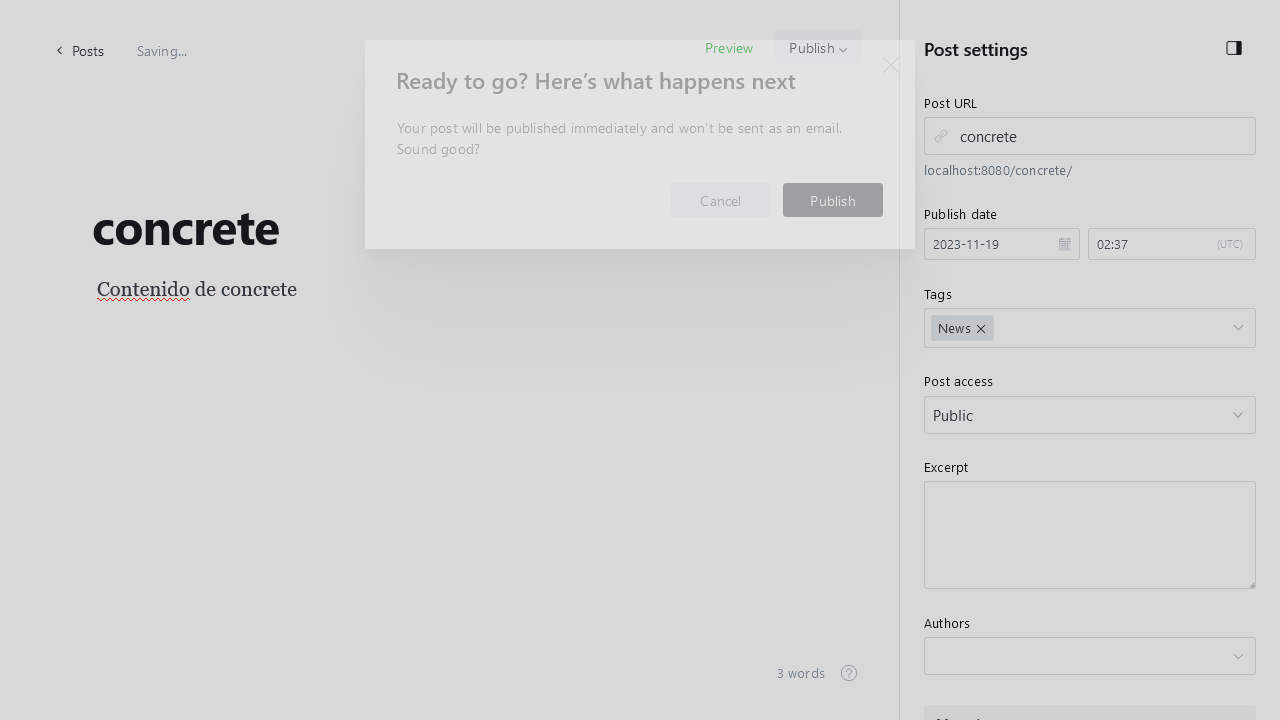 Posts
Saving...
Preview
Publish
Ready to go? Here's what happens next
Your post will be published immediately and won't be sent as an email.
Sound good?
Cancel
Publish
concrete
Contenido de concrete
3 words
?
Post settings
Post URL
concrete
localhost:8080/concrete/
Publish date
2023-11-19
02:37
(UTC)
Tags
News
Post access
Public
Excerpt
Authors